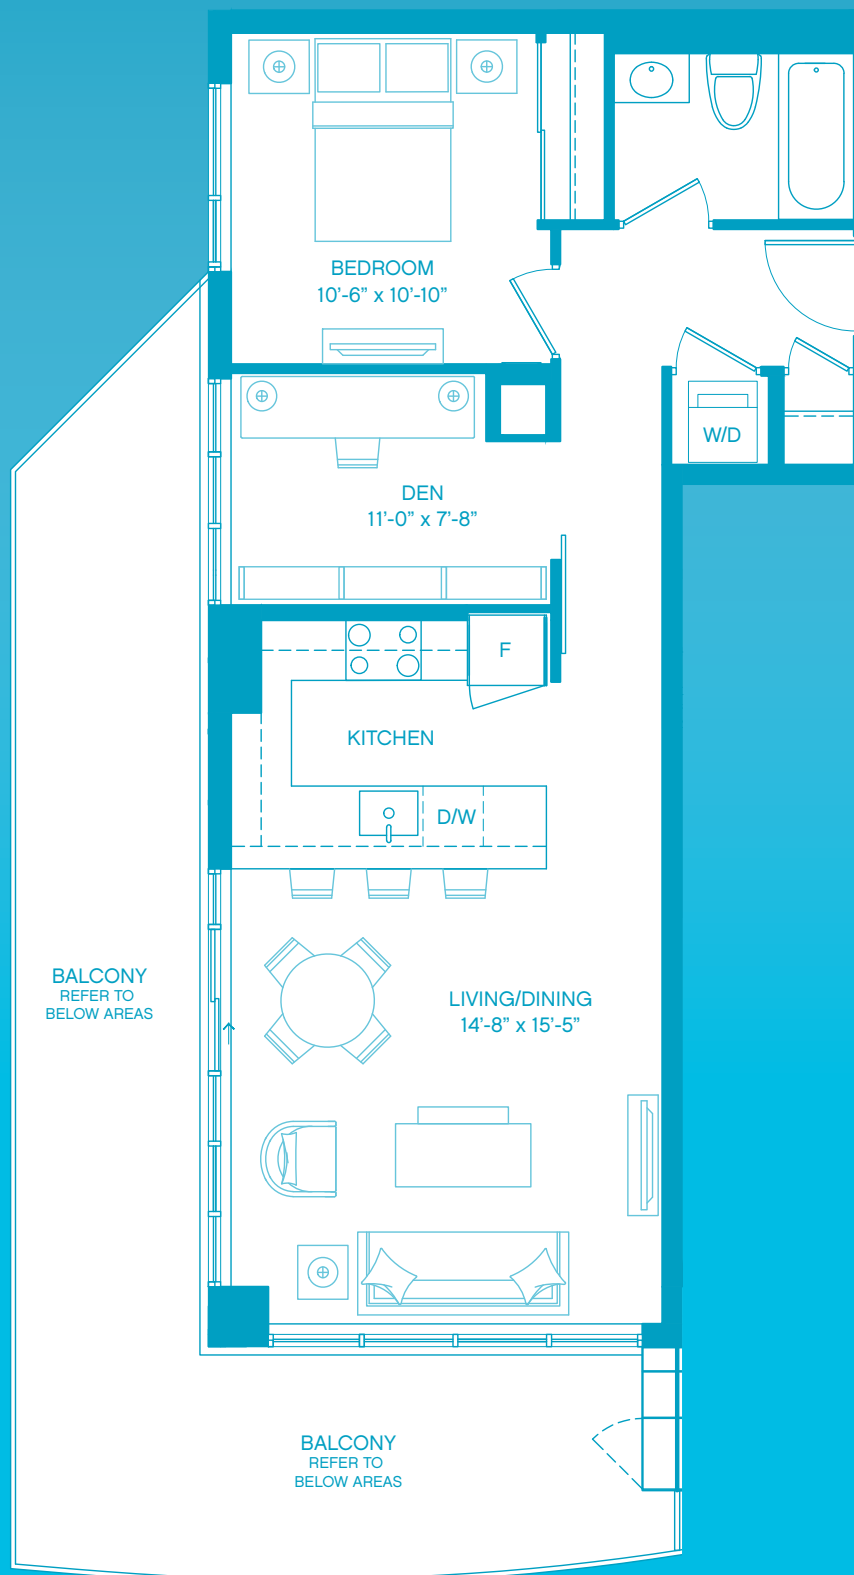 BEDROOM
10’-6” x 10’-10”
W/D
DEN
11’-0” x 7’-8”
F
KITCHEN
D/W
BALCONY
REFER TO
BELOW AREAS
LIVING/DINING
14’-8” x 15’-5”
BALCONY
REFER TO
BELOW AREAS